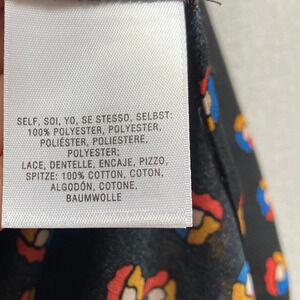 SELF, SOI, YO, SE STESSO, SELBST:
100% POLYESTER, POLYESTER,
POLIÉSTER, POLIESTERE,
POLYESTER;
LACE, DENTELLE, ENCAJE, PIZZO,
SPITZE: 100% COTTON, COTON,
ALGODÓN, COTONE,
BAUMWOLLE